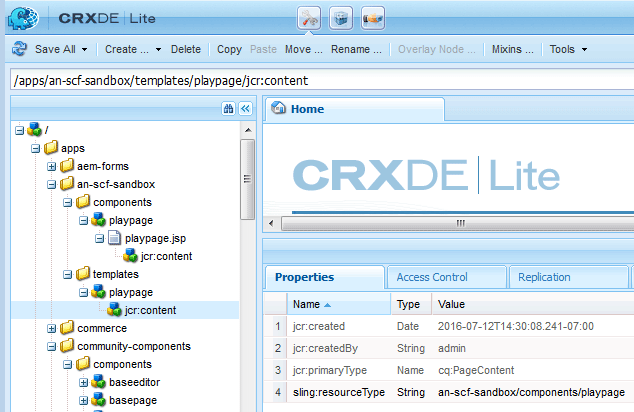 CRXDE | Lite
Save All Create ... Delete Copy Paste Move ... Rename ... Overlay Node ... Mixins ... Tools
/apps/an-scf-sandbox/templates/playpage/jcr:content
/
apps
aem-forms
an-scf-sandbox
components
playpage
playpage.jsp
jcr:content
templates
playpage
jcr:content
commerce
community-components
components
baseeditor
basepage
Home
CRXDE | Lite
Properties Access Control Replication
Name Type Value
1 jcr:created Date 2016-07-12T14:30:08.241-07:00
2 jcr:createdBy String admin
3 jcr:primaryType Name cq:PageContent
4 sling:resourceType String an-scf-sandbox/components/playpage